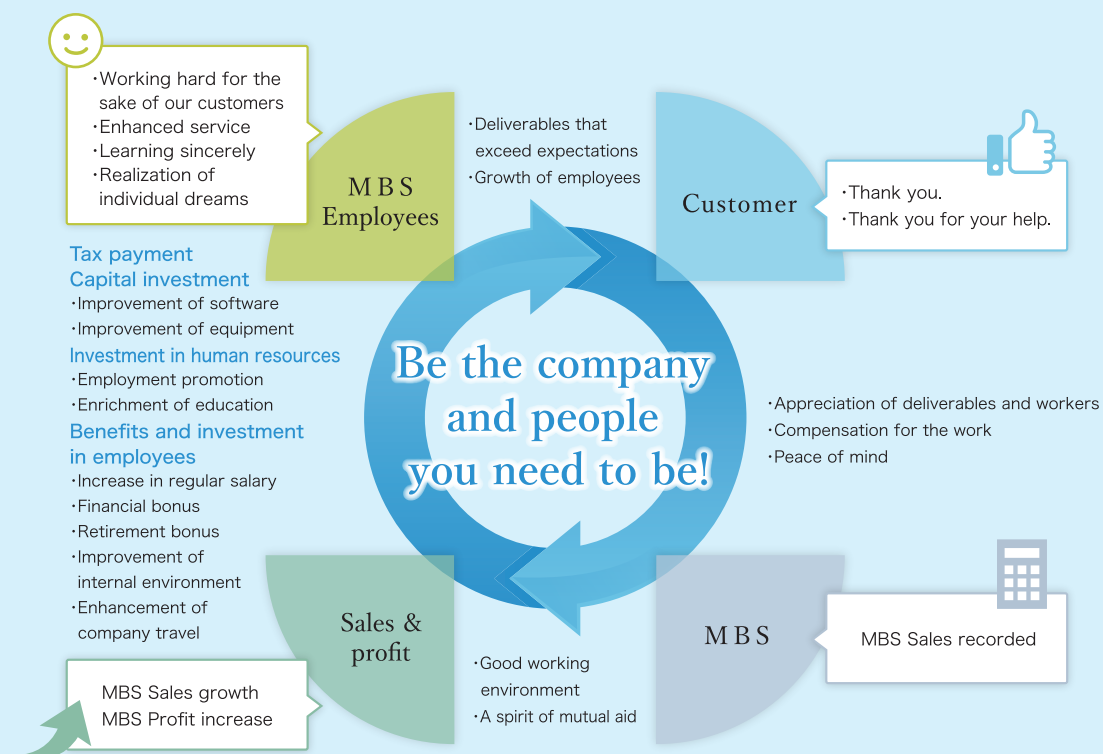 ・Working hard for the
sake of our customers
・Enhanced service
・Learning sincerely
・Realization of
individual dreams
MBS
Employees
・Deliverables that
exceed expectations
・Growth of employees
Customer
・Thank you.
・Thank you for your help.
Tax payment
Capital investment
・Improvement of software
・Improvement of equipment
Investment in human resources
・Employment promotion
・Enrichment of education
Benefits and investment
in employees
・Increase in regular salary
・Financial bonus
・Retirement bonus
・Improvement of
internal environment
・Enhancement of
company travel
Be the company
and people
you need to be!
・Appreciation of deliverables and workers
・Compensation for the work
・Peace of mind
Sales &
profit
MBS Sales growth
MBS Profit increase
・Good working
environment
・A spirit of mutual aid
MBS
MBS Sales recorded